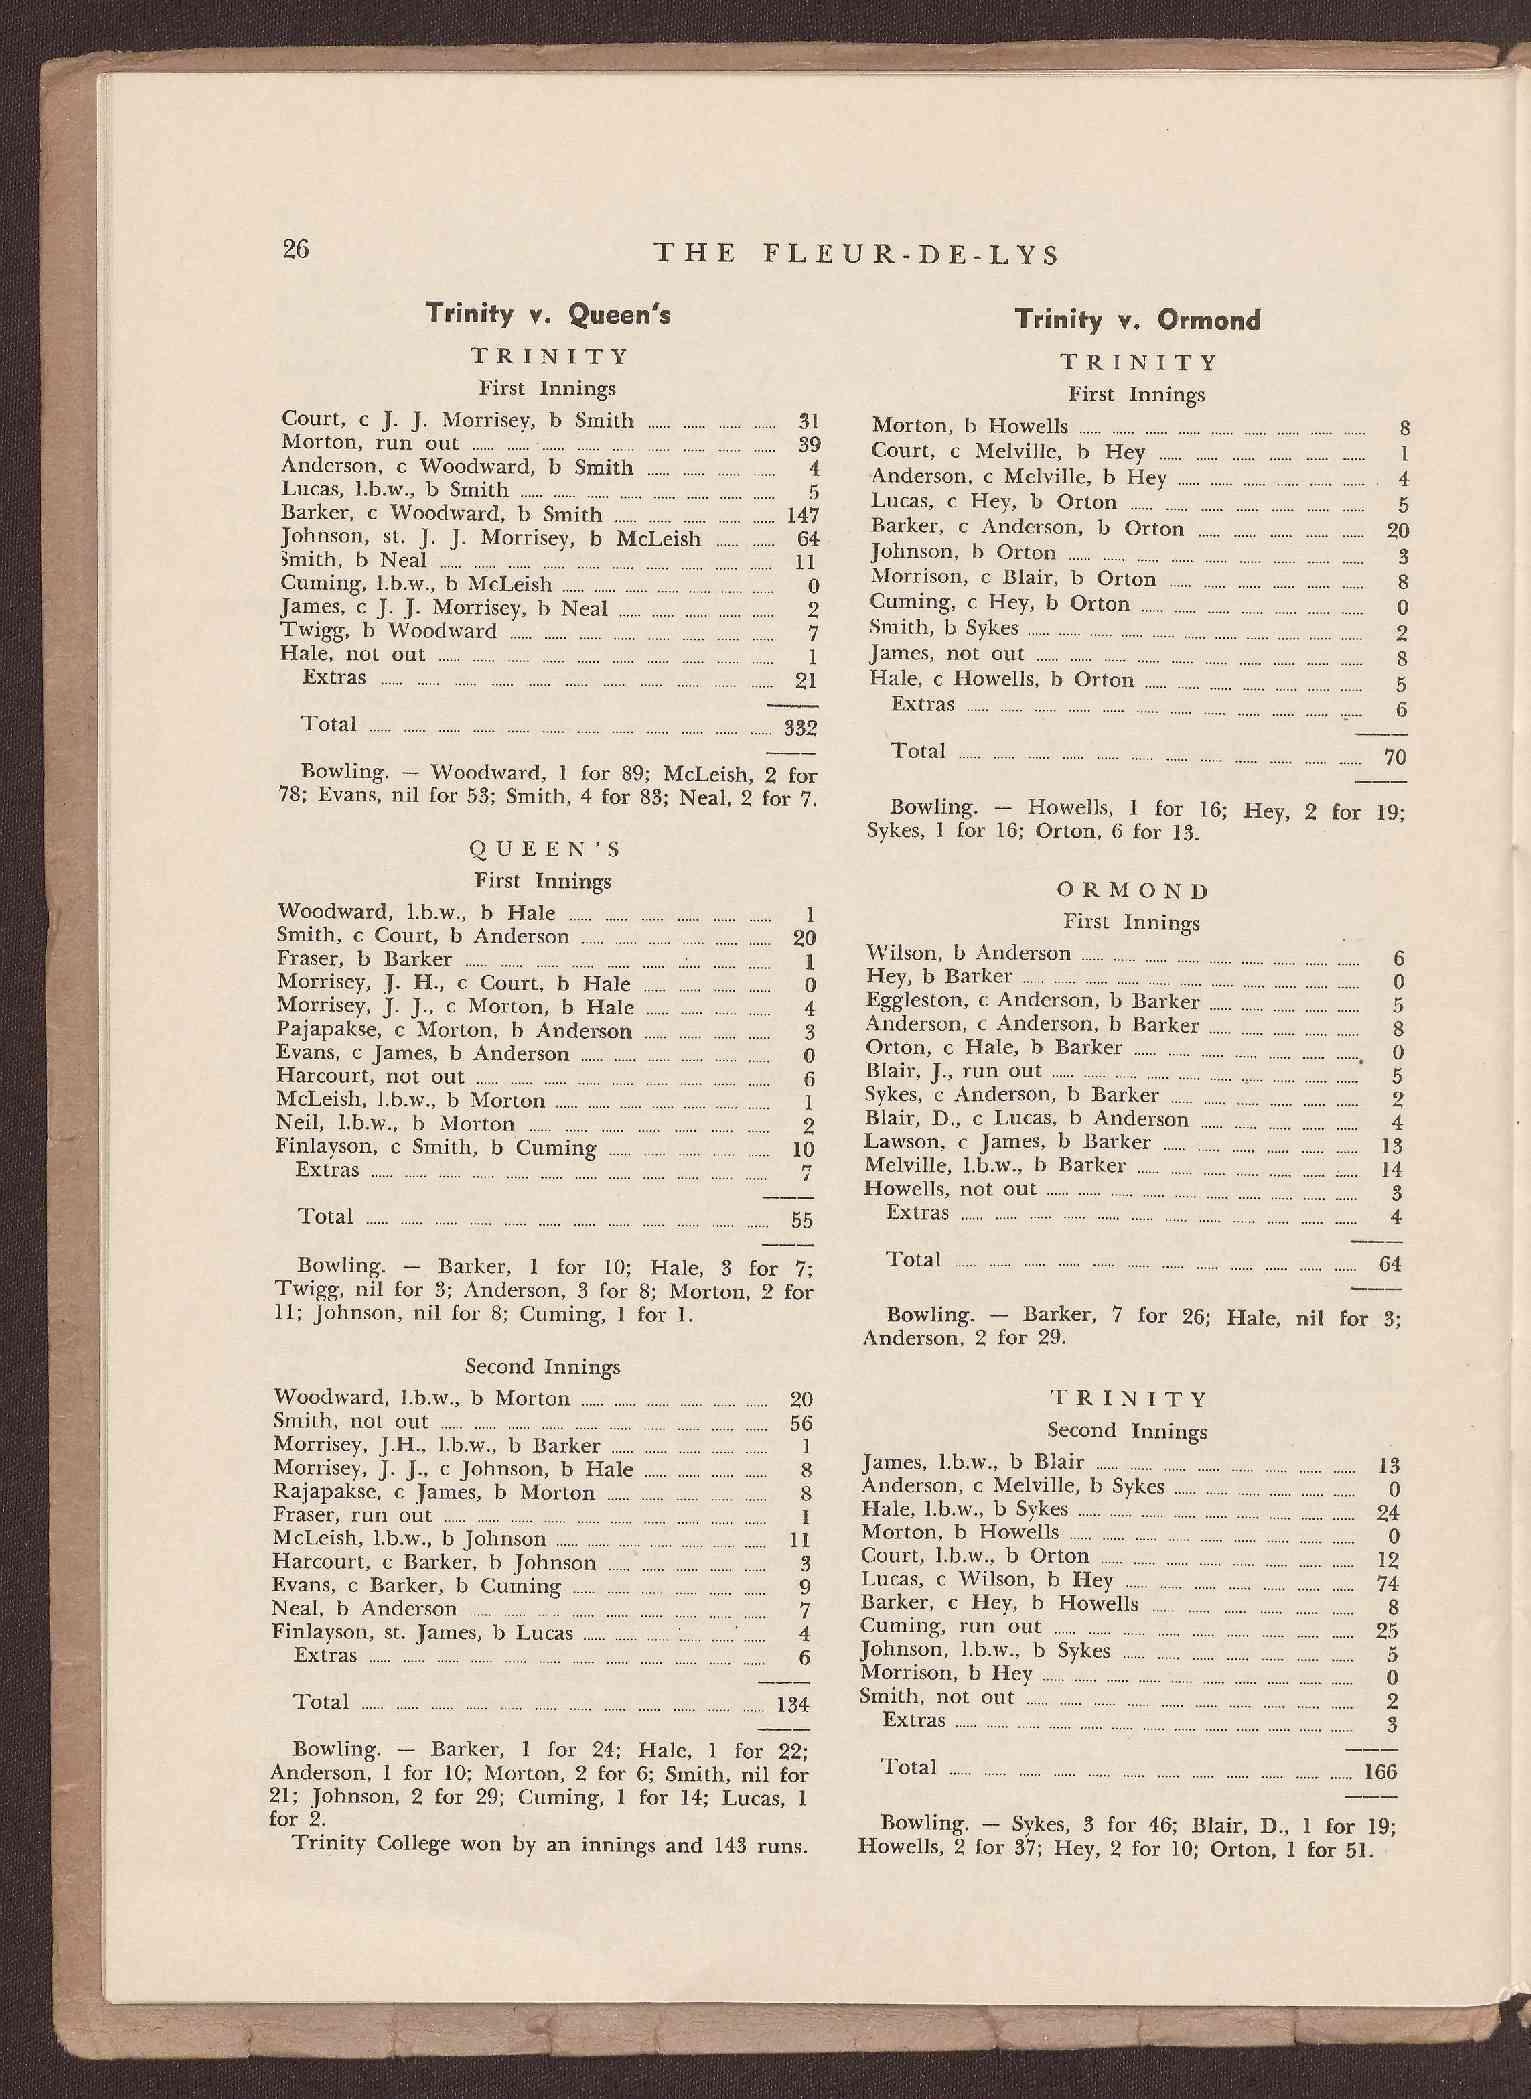 26
THE FLEUR-DE-LYS
Trinity v. Queen's
TRINITY
First Innings
Court, c J. J. Morrisey, b Smith ...... 31
Morton, run out ...... 39
Anderson, c Woodward, b Smith ...... 4
Lucas, l.b.w., b Smith ...... 5
Barker, c Woodward, b Smith ...... 147
Johnson, st. J. J. Morrisey, b McLeish ...... 64
Smith, b Neal ...... 11
Cuming, l.b.w., b McLeish ...... 0
James, c J. J. Morrisey, b Neal ...... 2
Twigg, b Woodward ...... 7
Hale, not out ...... 1
Extras ...... 21
Total ...... 332
Bowling. — Woodward, 1 for 89; McLeish, 2 for
78; Evans, nil for 53; Smith, 4 for 83; Neal, 2 for 7.
QUEEN'S
First Innings
Woodward, l.b.w., b Hale ...... 1
Smith, c Court, b Anderson ...... 20
Fraser, b Barker ...... 1
Morrisey, J. H., c Court, b Hale ...... 0
Morrisey, J. J., c Morton, b Hale ...... 4
Pajapakse, c Morton, b Anderson ...... 3
Evans, c James, b Anderson ...... 0
Harcourt, not out ...... 6
McLeish, l.b.w., b Morton ...... 1
Neil, l.b.w., b Morton ...... 2
Finlayson, c Smith, b Cuming ...... 10
Extras ...... 7
Total ...... 55
Bowling. — Barker, 1 for 10; Hale, 3 for 7;
Twigg, nil for 3; Anderson, 3 for 8; Morton, 2 for
11; Johnson, nil for 8; Cuming, 1 for 1.
Second Innings
Woodward, l.b.w., b Morton ...... 20
Smith, not out ...... 56
Morrisey, J.H., l.b.w., b Barker ...... 1
Morrisey, J. J., c Johnson, b Hale ...... 8
Rajapakse, c James, b Morton ...... 8
Fraser, run out ...... 1
McLeish, l.b.w., b Johnson ...... 11
Harcourt, c Barker, b Johnson ...... 3
Evans, c Barker, b Cuming ...... 9
Neal, b Anderson ...... 7
Finlayson, st. James, b Lucas ...... 4
Extras ...... 6
Total ...... 134
Bowling. — Barker, 1 for 24; Hale, 1 for 22;
Anderson, 1 for 10; Morton, 2 for 6; Smith, nil for
21; Johnson, 2 for 29; Cuming, 1 for 14; Lucas, 1
for 2.
Trinity College won by an innings and 143 runs.
Trinity v. Ormond
TRINITY
First Innings
Morton, b Howells ...... 8
Court, c Melville, b Hey ...... 1
Anderson, c Melville, b Hey ...... 4
Lucas, c Hey, b Orton ...... 5
Barker, c Anderson, b Orton ...... 20
Johnson, b Orton ...... 3
Morrison, c Blair, b Orton ...... 8
Cuming, c Hey, b Orton ...... 0
Smith, b Sykes ...... 2
James, not out ...... 8
Hale, c Howells, b Orton ...... 5
Extras ...... 6
Total ...... 70
Bowling. — Howells, 1 for 16; Hey, 2 for 19;
Sykes, 1 for 16; Orton, 6 for 13.
ORMOND
First Innings
Wilson, b Anderson ...... 6
Hey, b Barker ...... 0
Eggleston, c Anderson, b Barker ...... 5
Anderson, c Anderson, b Barker ...... 8
Orton, c Hale, b Barker ...... 0
Blair, J., run out ...... 5
Sykes, c Anderson, b Barker ...... 2
Blair, D., c Lucas, b Anderson ...... 4
Lawson, c James, b Barker ...... 13
Melville, l.b.w., b Barker ...... 14
Howells, not out ...... 3
Extras ...... 4
Total ...... 64
Bowling. — Barker, 7 for 26; Hale, nil for 3;
Anderson, 2 for 29.
TRINITY
Second Innings
James, l.b.w., b Blair ...... 13
Anderson, c Melville, b Sykes ...... 0
Hale, l.b.w., b Sykes ...... 24
Morton, b Howells ...... 0
Court, l.b.w., b Orton ...... 12
Lucas, c Wilson, b Hey ...... 74
Barker, c Hey, b Howells ...... 8
Cuming, run out ...... 25
Johnson, l.b.w., b Sykes ...... 5
Morrison, b Hey ...... 0
Smith, not out ...... 2
Extras ...... 3
Total ...... 166
Bowling. — Sykes, 3 for 46; Blair, D., 1 for 19;
Howells, 2 for 37; Hey, 2 for 10; Orton, 1 for 51.